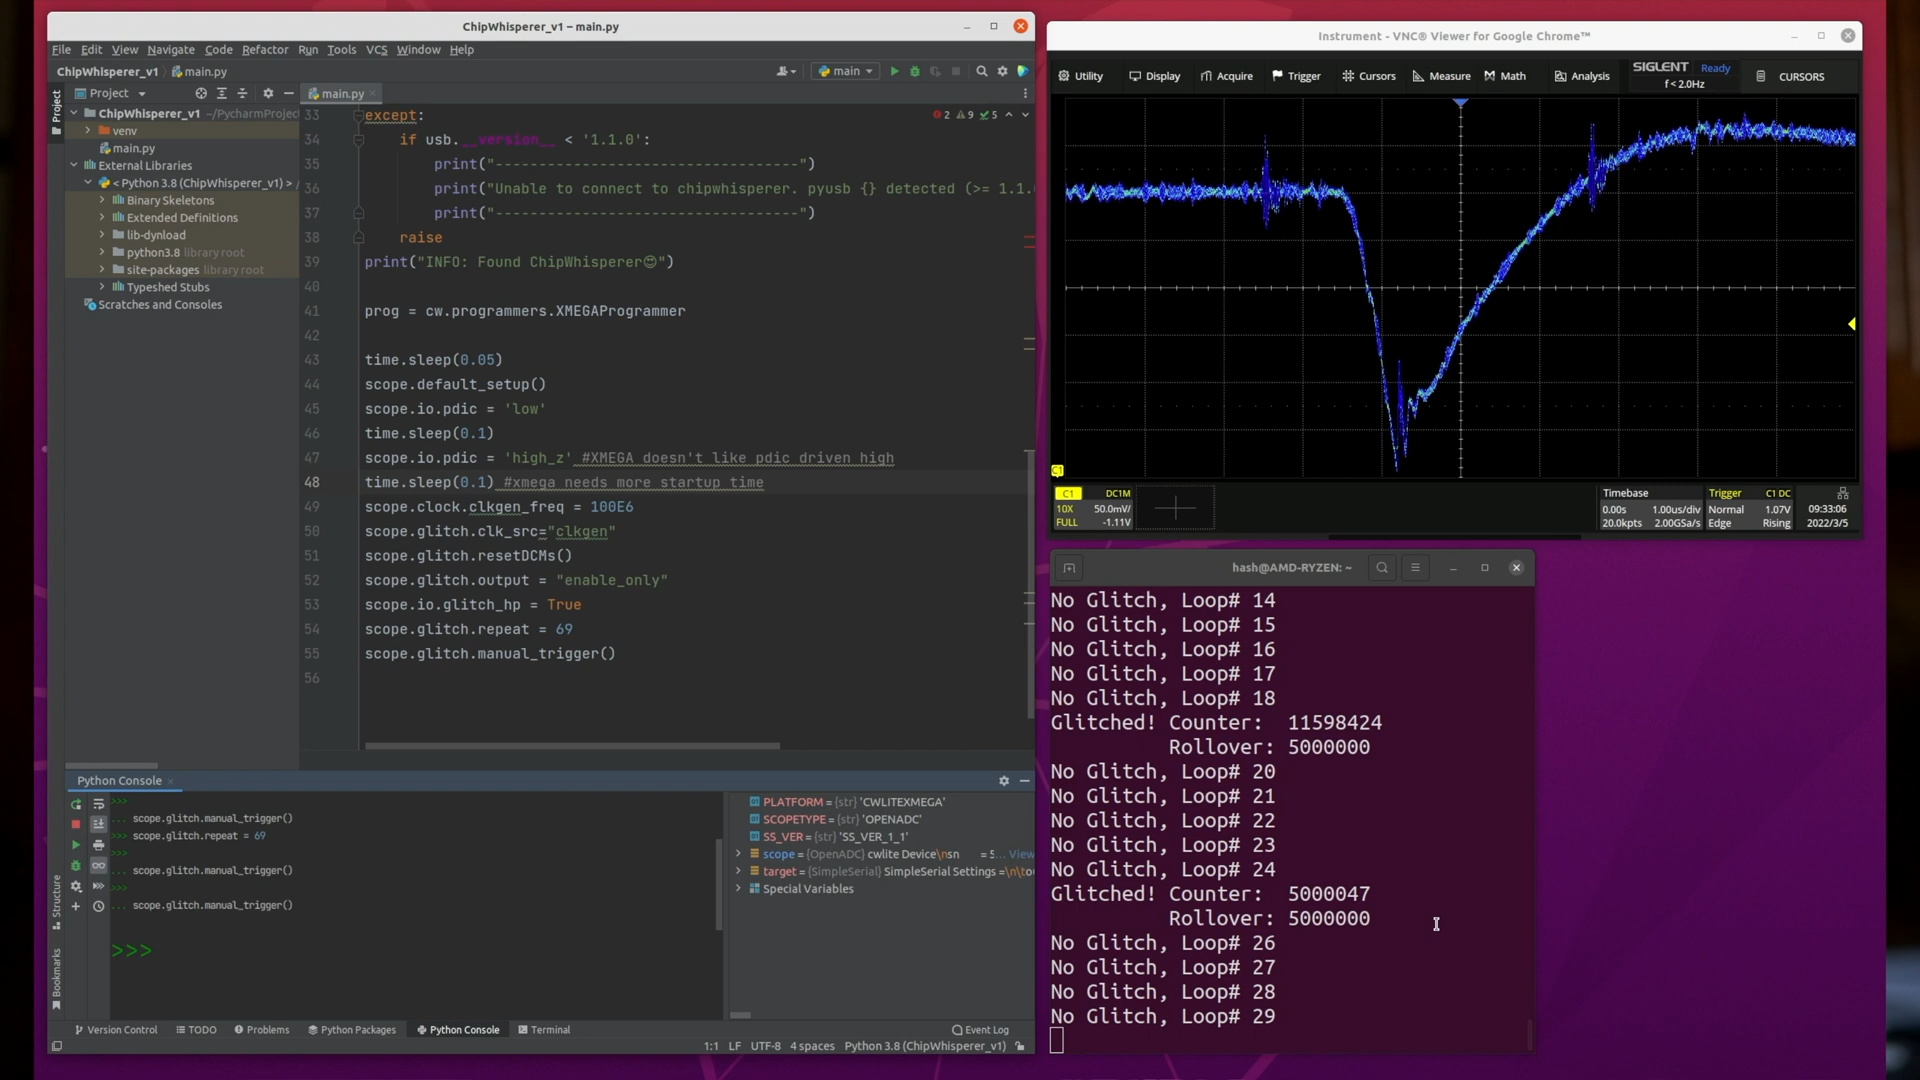 ChipWhisperer_v1 – main.py
File Edit View Navigate Code Refactor Run Tools VCS Window Help
ChipWhisperer_v1 main.py
main
Project
main.py
Project
ChipWhisperer_v1 ~/PycharmProjec
venv
main.py
External Libraries
< Python 3.8 (ChipWhisperer_v1) > /
Binary Skeletons
Extended Definitions
lib-dynload
python3.8 library root
site-packages library root
Typeshed Stubs
Scratches and Consoles
2 9 5
33 except:
34 if usb.__version__ < '1.1.0':
35 print("-----------------------------------")
36 print("Unable to connect to chipwhisperer. pyusb {} detected (>= 1.1.0
37 print("-----------------------------------")
38 raise
39 print("INFO: Found ChipWhisperer😍")
40
41 prog = cw.programmers.XMEGAProgrammer
42
43 time.sleep(0.05)
44 scope.default_setup()
45 scope.io.pdic = 'low'
46 time.sleep(0.1)
47 scope.io.pdic = 'high_z' #XMEGA doesn't like pdic driven high
48 time.sleep(0.1) #xmega needs more startup time
49 scope.clock.clkgen_freq = 100E6
50 scope.glitch.clk_src="clkgen"
51 scope.glitch.resetDCMs()
52 scope.glitch.output = "enable_only"
53 scope.io.glitch_hp = True
54 scope.glitch.repeat = 69
55 scope.glitch.manual_trigger()
56
Python Console
>>>
... scope.glitch.manual_trigger()
>>> scope.glitch.repeat = 69
>>>
... scope.glitch.manual_trigger()
>>>
... scope.glitch.manual_trigger()
>>>
PLATFORM = {str} 'CWLITEXMEGA'
SCOPETYPE = {str} 'OPENADC'
SS_VER = {str} 'SS_VER_1_1'
scope = {OpenADC} cwlite Device\nsn = 5... View
target = {SimpleSerial} SimpleSerial Settings =\n\to
Special Variables
Structure
Bookmarks
Version Control TODO Problems Python Packages Python Console Terminal Event Log
1:1 LF UTF-8 4 spaces Python 3.8 (ChipWhisperer_v1)
Instrument - VNC® Viewer for Google Chrome™
Utility Display Acquire Trigger Cursors Measure Math Analysis
SIGLENT Ready
f < 2.0Hz
CURSORS
C1
C1 DC1M
10X 50.0mV/
FULL -1.11V
Timebase
0.00s 1.00us/div
20.0kpts 2.00GSa/s
Trigger C1 DC
Normal 1.07V
Edge Rising
09:33:06
2022/3/5
hash@AMD-RYZEN: ~
No Glitch, Loop# 14
No Glitch, Loop# 15
No Glitch, Loop# 16
No Glitch, Loop# 17
No Glitch, Loop# 18
Glitched! Counter: 11598424
Rollover: 5000000
No Glitch, Loop# 20
No Glitch, Loop# 21
No Glitch, Loop# 22
No Glitch, Loop# 23
No Glitch, Loop# 24
Glitched! Counter: 5000047
Rollover: 5000000
No Glitch, Loop# 26
No Glitch, Loop# 27
No Glitch, Loop# 28
No Glitch, Loop# 29